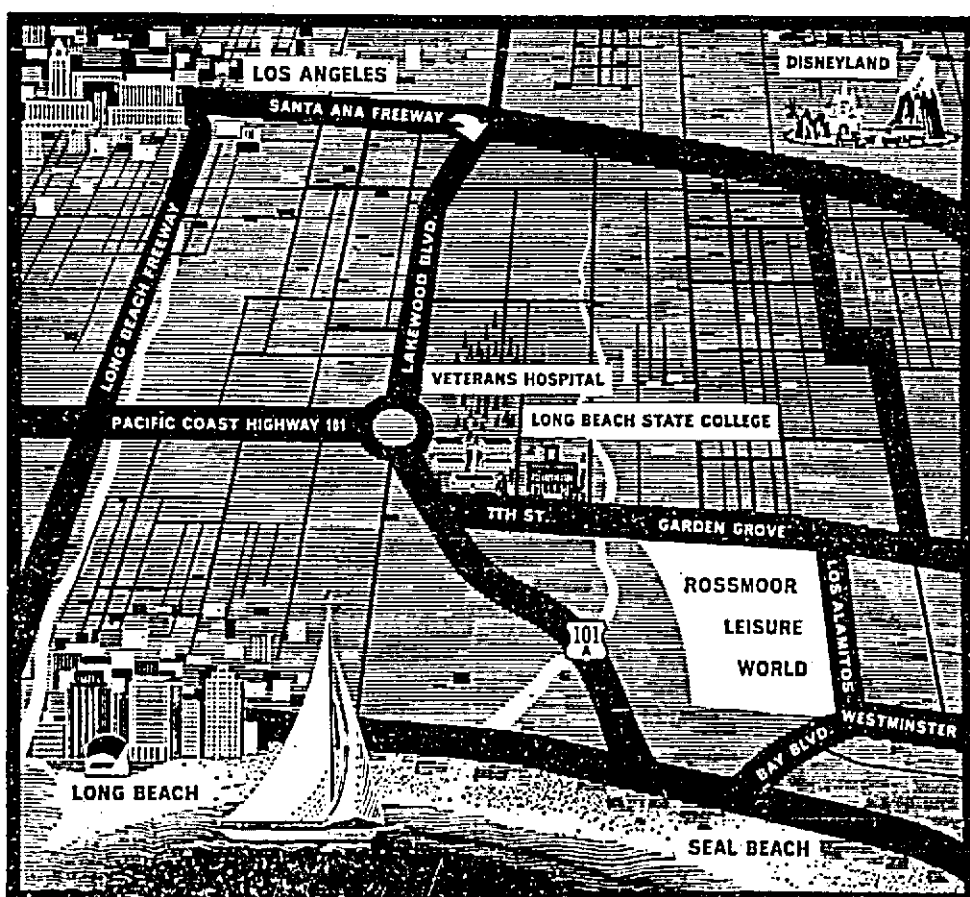 LOS ANGELES
DISNEYLAND
SANTA ANA FREEWAY
LONG BEACH FREEWAY
LAKEWOOD BLVD.
VETERANS HOSPITAL
PACIFIC COAST HIGHWAY 101
LONG BEACH STATE COLLEGE
7TH ST.
GARDEN GROVE
ROSSMOOR
LEISURE
WORLD
LOS ALAMITOS
101
A
WESTMINSTER
BAY BLVD.
LONG BEACH
SEAL BEACH